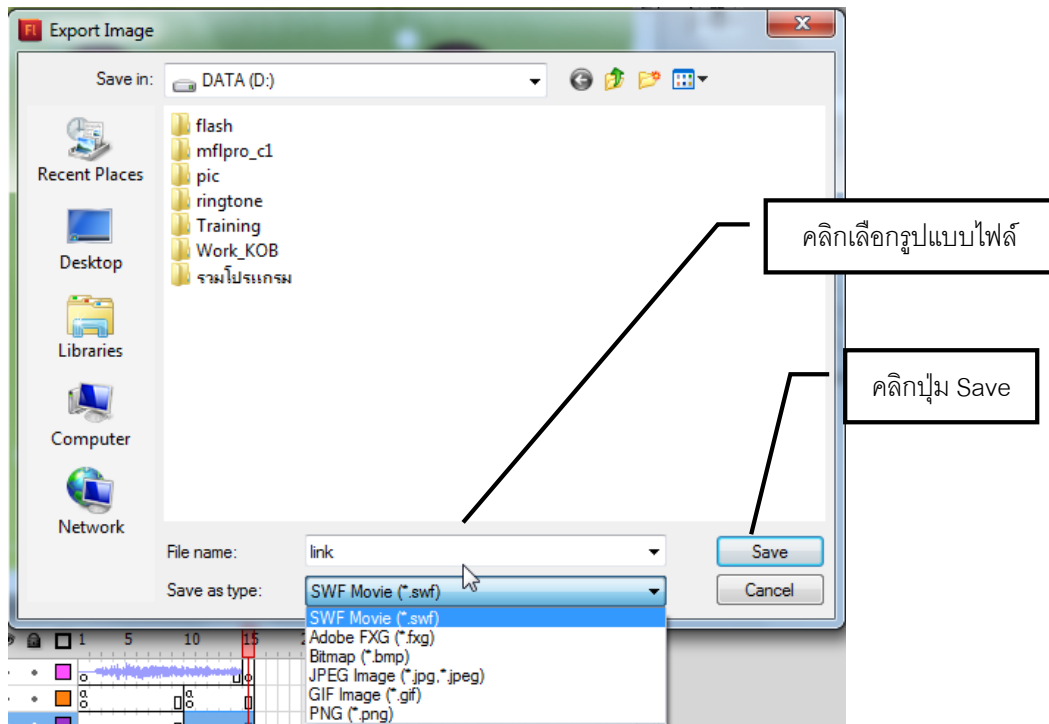 Export Image
Save in:
DATA (D:)
Recent Places
Desktop
Libraries
Computer
Network
flash
mflpro_c1
pic
ringtone
Training
Work_KOB
รวมโปรแกรม
คลิกเลือกรูปแบบไฟล์
คลิกปุ่ม Save
File name:
link
Save
Save as type:
SWF Movie (*.swf)
Cancel
SWF Movie (*.swf)
Adobe FXG (*.fxg)
Bitmap (*.bmp)
JPEG Image (*.jpg,*.jpeg)
GIF Image (*.gif)
PNG (*.png)
1 5 10 15